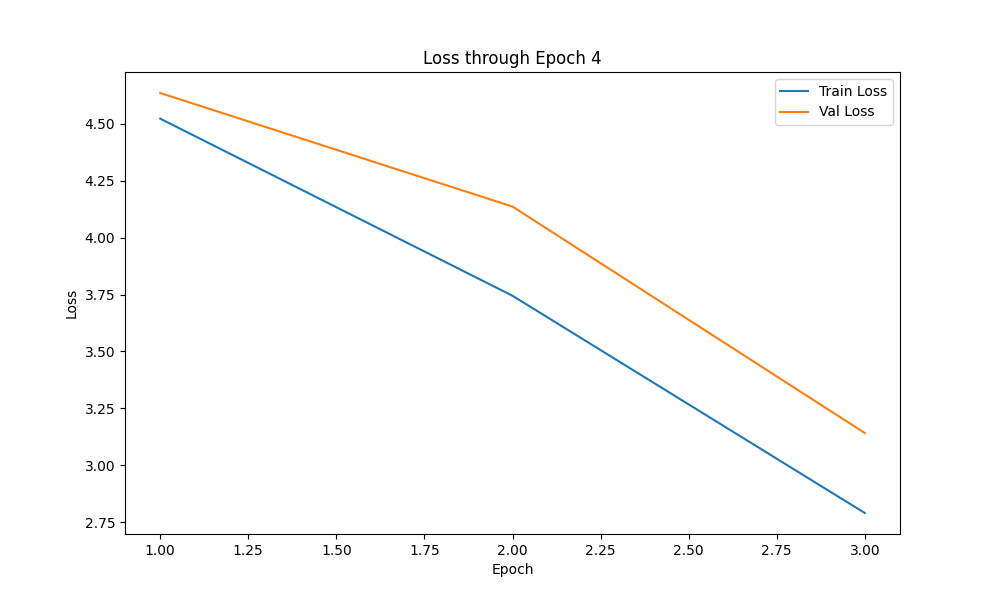 Loss through Epoch 4
Train Loss
Val Loss
4.50
4.25
4.00
3.75
3.50
3.25
3.00
2.75
Loss
1.00 1.25 1.50 1.75 2.00 2.25 2.50 2.75 3.00
Epoch